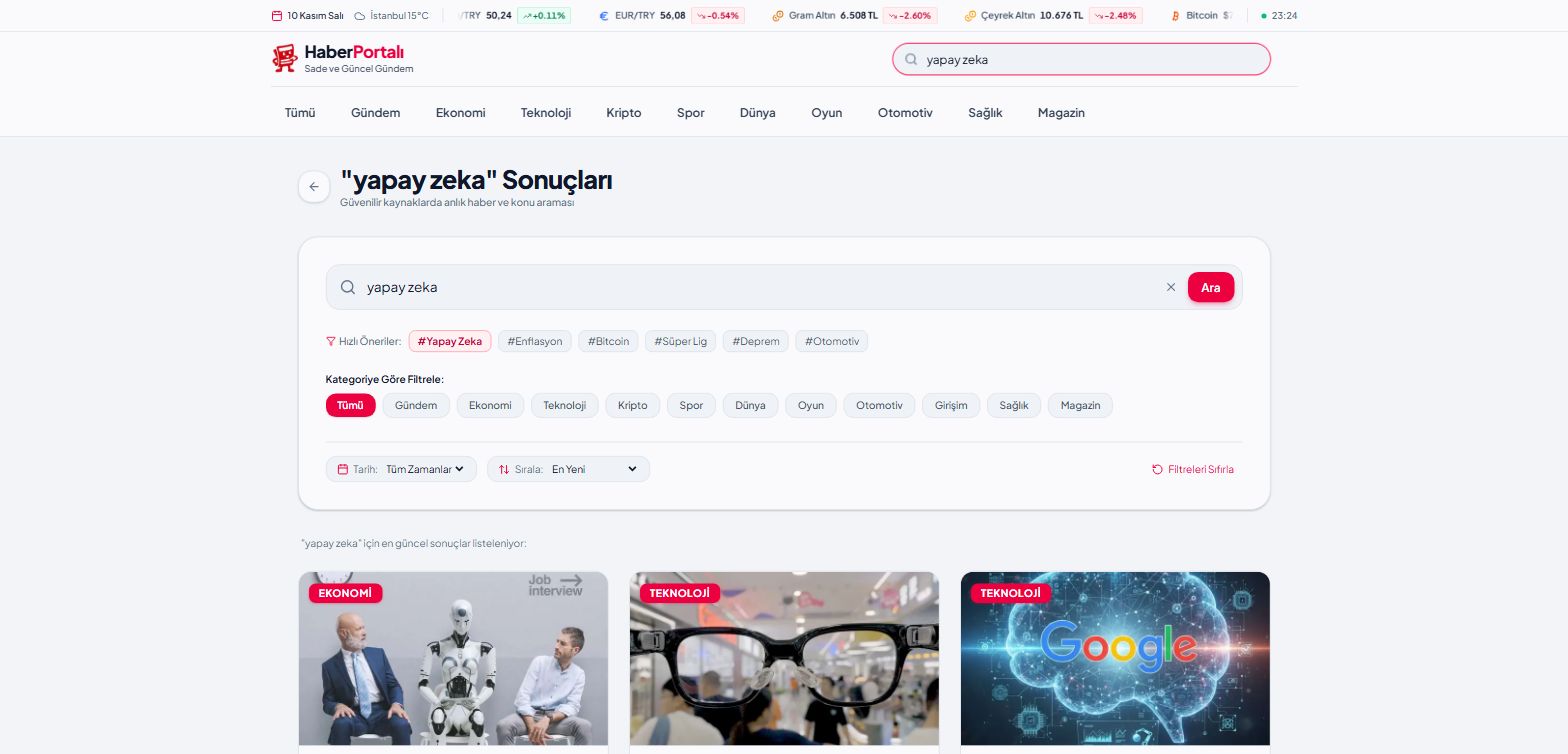 10 Kasım Salı İstanbul 15°C /TRY 50,24 +0.11% EUR/TRY 56,08 -0.54% Gram Altın 6.508 TL -2.60% Çeyrek Altın 10.676 TL -2.48% Bitcoin 23:24
HaberPortalı
Sade ve Güncel Gündem
yapay zeka
Tümü Gündem Ekonomi Teknoloji Kripto Spor Dünya Oyun Otomotiv Sağlık Magazin
"yapay zeka" Sonuçları
Güvenilir kaynaklarda anlık haber ve konu araması
yapay zeka Ara
Hızlı Öneriler: #Yapay Zeka #Enflasyon #Bitcoin #Süper Lig #Deprem #Otomotiv
Kategoriye Göre Filtrele:
Tümü Gündem Ekonomi Teknoloji Kripto Spor Dünya Oyun Otomotiv Girişim Sağlık Magazin
Tarih: Tüm Zamanlar Sırala: En Yeni Filtreleri Sıfırla
"yapay zeka" için en güncel sonuçlar listeleniyor:
EKONOMİ
Job
interview
TEKNOLOJİ
TEKNOLOJİ
Google